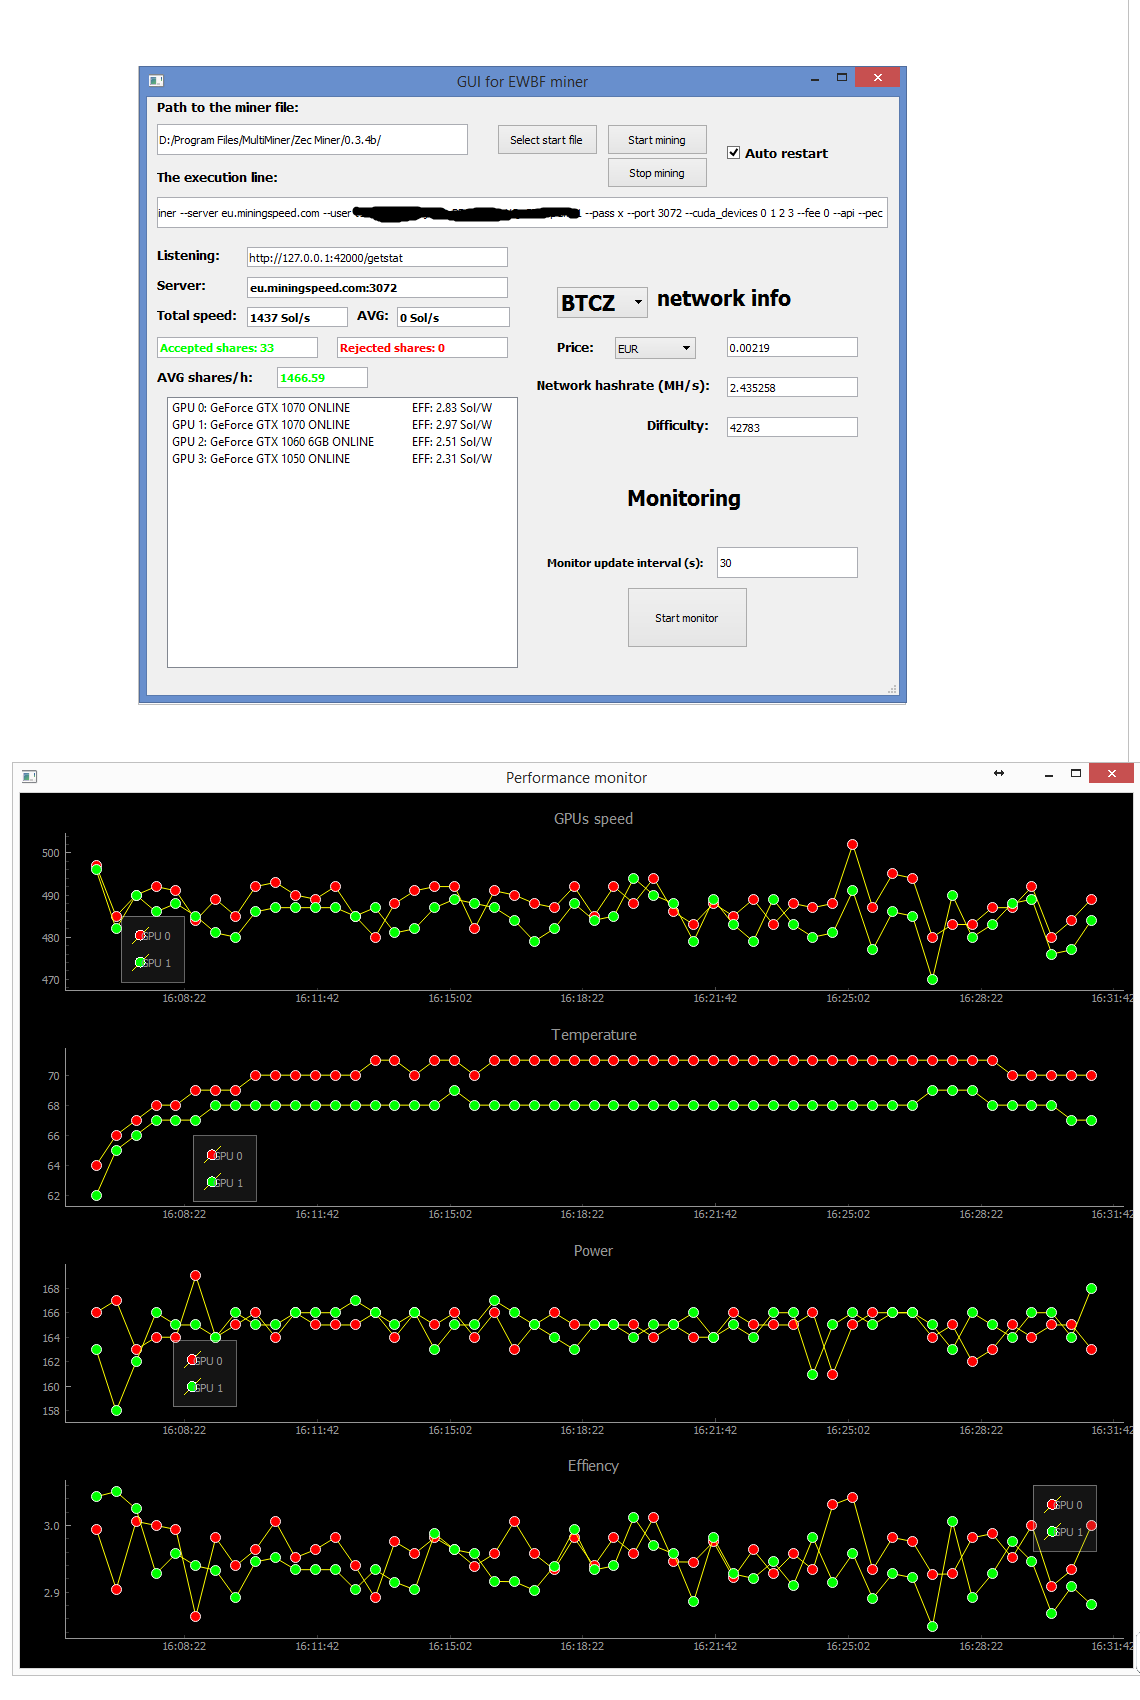 GUI for EWBF miner
Path to the miner file:
D:/Program Files/MultiMiner/Zec Miner/0.3.4b/
Select start file
Start mining
Auto restart
Stop mining
The execution line:
iner --server eu.miningspeed.com --user
--pass x --port 3072 --cuda_devices 0 1 2 3 --fee 0 --api --pec
Listening:
http://127.0.0.1:42000/getstat
Server:
eu.miningspeed.com:3072
BTCZ
network info
Total speed:
1437 Sol/s
AVG:
0 Sol/s
Accepted shares: 33
Rejected shares: 0
Price:
EUR
0.00219
AVG shares/h:
1466.59
Network hashrate (MH/s):
2.435258
GPU 0: GeForce GTX 1070 ONLINE EFF: 2.83 Sol/W
GPU 1: GeForce GTX 1070 ONLINE EFF: 2.97 Sol/W
GPU 2: GeForce GTX 1060 6GB ONLINE EFF: 2.51 Sol/W
GPU 3: GeForce GTX 1050 ONLINE EFF: 2.31 Sol/W
Difficulty:
42783
Monitoring
Monitor update interval (s):
30
Start monitor
Performance monitor
GPUs speed
500
490
480
470
GPU 0
GPU 1
16:08:22 16:11:42 16:15:02 16:18:22 16:21:42 16:25:02 16:28:22 16:31:42
Temperature
70
68
66
64
62
GPU 0
GPU 1
16:08:22 16:11:42 16:15:02 16:18:22 16:21:42 16:25:02 16:28:22 16:31:42
Power
168
166
164
162
160
158
GPU 0
GPU 1
16:08:22 16:11:42 16:15:02 16:18:22 16:21:42 16:25:02 16:28:22 16:31:42
Effiency
3.0
2.9
GPU 0
GPU 1
16:08:22 16:11:42 16:15:02 16:18:22 16:21:42 16:25:02 16:28:22 16:31:42